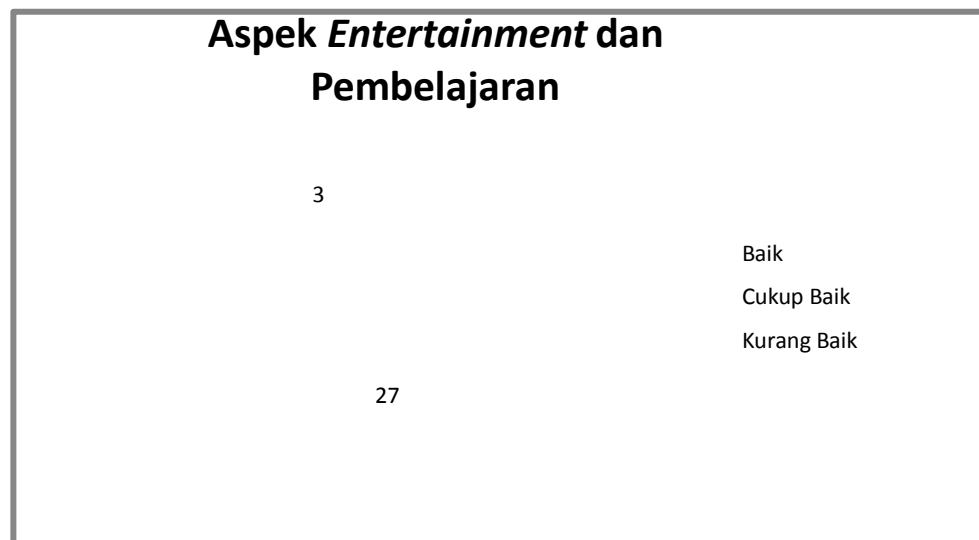 Aspek Entertainment dan
Pembelajaran
3
Baik
Cukup Baik
Kurang Baik
27